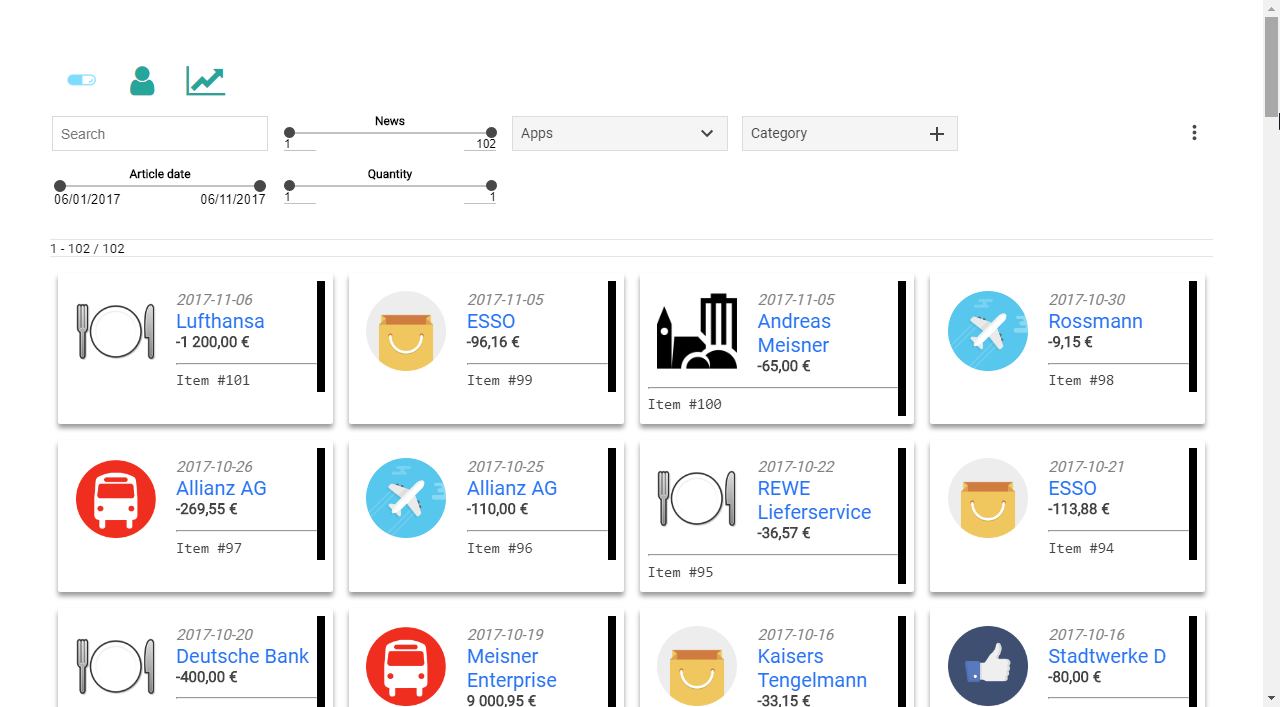 Search
News
1 102
Apps
Category
Article date
06/01/2017 06/11/2017
Quantity
1 1
1 - 102 / 102
2017-11-06
Lufthansa
-1 200,00 €
Item #101
2017-11-05
ESSO
-96,16 €
Item #99
2017-11-05
Andreas
Meisner
-65,00 €
Item #100
2017-10-30
Rossmann
-9,15 €
Item #98
2017-10-26
Allianz AG
-269,55 €
Item #97
2017-10-25
Allianz AG
-110,00 €
Item #96
2017-10-22
REWE
Lieferservice
-36,57 €
Item #95
2017-10-21
ESSO
-113,88 €
Item #94
2017-10-20
Deutsche Bank
-400,00 €
2017-10-19
Meisner
Enterprise
9 000,95 €
2017-10-16
Kaisers
Tengelmann
-33,15 €
2017-10-16
Stadtwerke D
-80,00 €